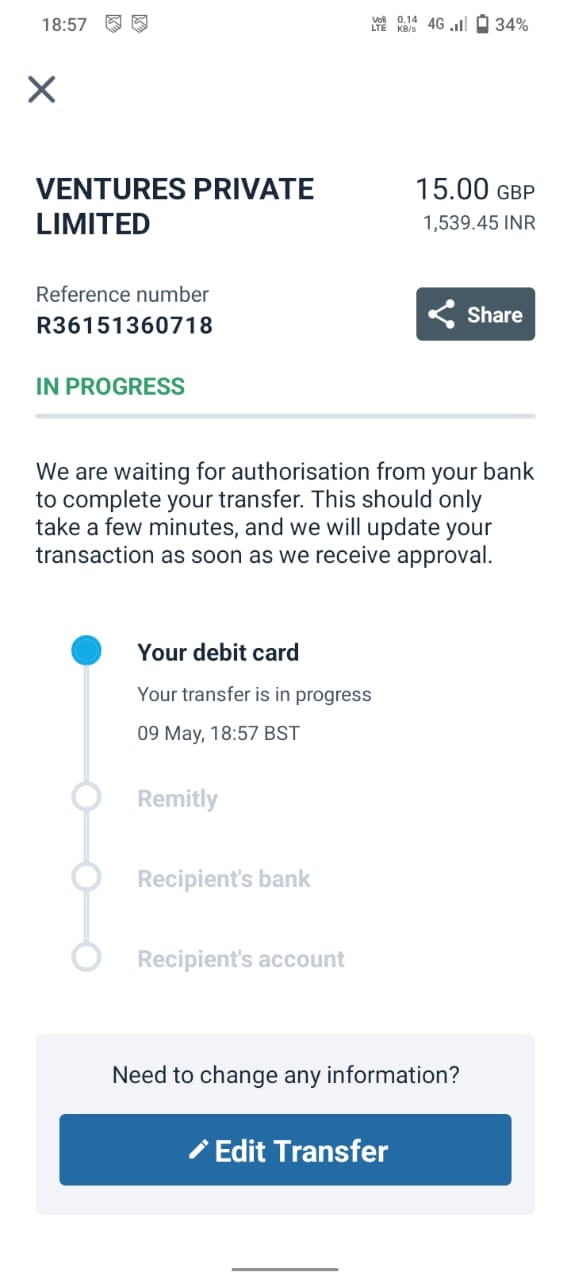 18:57
VoB LTE 0.14 KB/s 4G 34%
VENTURES PRIVATE LIMITED
15.00 GBP
1,539.45 INR
Reference number
R36151360718
Share
IN PROGRESS
We are waiting for authorisation from your bank
to complete your transfer. This should only
take a few minutes, and we will update your
transaction as soon as we receive approval.
Your debit card
Your transfer is in progress
09 May, 18:57 BST
Remitly
Recipient's bank
Recipient's account
Need to change any information?
Edit Transfer